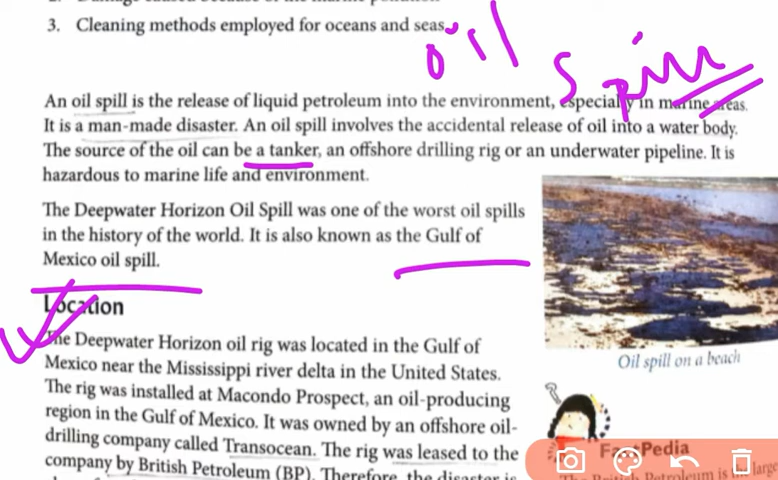 3. Cleaning methods employed for oceans and seas.
oil
Spill
An oil spill is the release of liquid petroleum into the environment, especially in marine areas.
It is a man-made disaster. An oil spill involves the accidental release of oil into a water body.
The source of the oil can be a tanker, an offshore drilling rig or an underwater pipeline. It is
hazardous to marine life and environment.
The Deepwater Horizon Oil Spill was one of the worst oil spills
in the history of the world. It is also known as the Gulf of
Mexico oil spill.
Location
The Deepwater Horizon oil rig was located in the Gulf of
Mexico near the Mississippi river delta in the United States.
The rig was installed at Macondo Prospect, an oil-producing
region in the Gulf of Mexico. It was owned by an offshore oil-
drilling company called Transocean. The rig was leased to the
company by British Petroleum (BP). Therefore, the disaster is
Oil spill on a beach
FactPedia